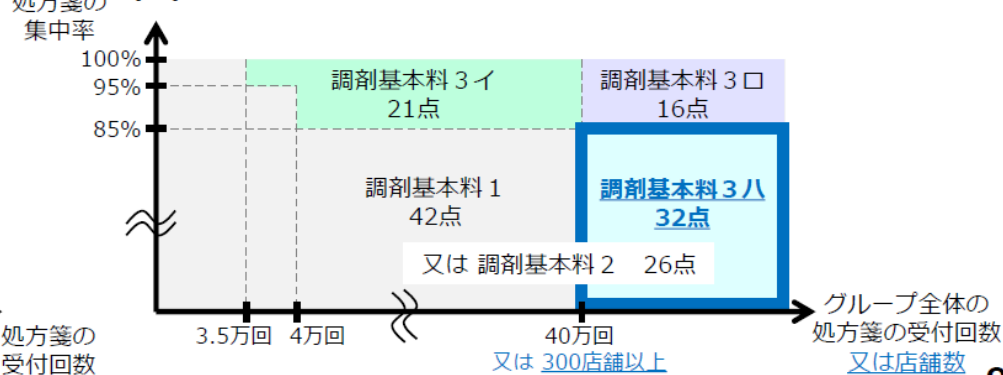 処方箋の
集中率
100%
95%
85%
調剤基本料３イ
21点
調剤基本料３ロ
16点
調剤基本料１
42点
調剤基本料３ハ
32点
又は 調剤基本料２ 26点
3.5万回
4万回
40万回
又は 300店舗以上
グループ全体の
処方箋の受付回数
又は店舗数
処方箋の
受付回数